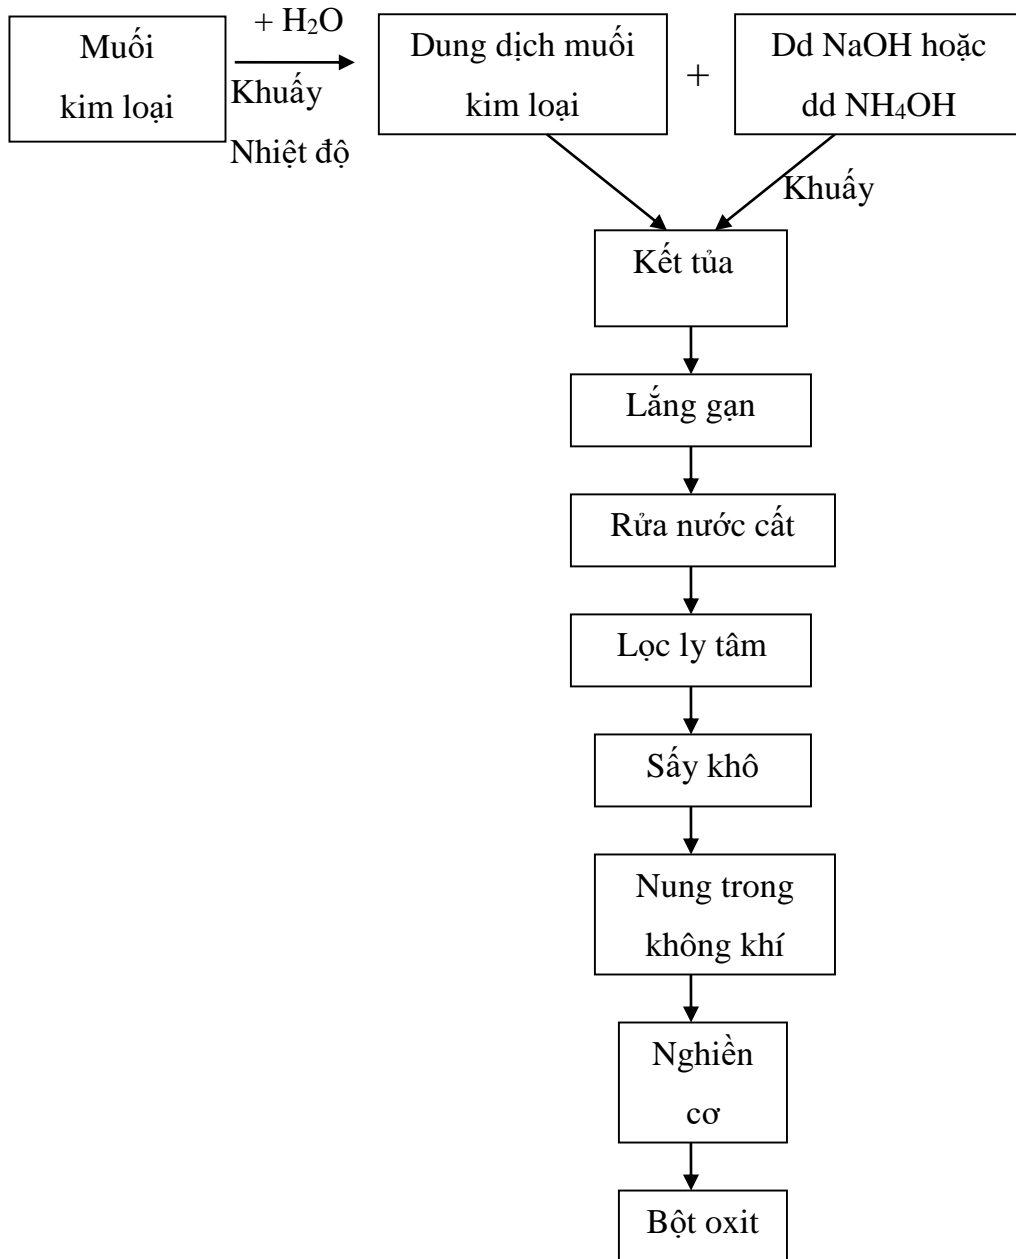 Muối
kim loại
+ H₂O
Khuấy
Nhiệt độ
Dung dịch muối
kim loại
+
Dd NaOH hoặc
dd NH₄OH
Khuấy
Kết tủa
Lắng gạn
Rửa nước cất
Lọc ly tâm
Sấy khô
Nung trong
không khí
Nghiền
cơ
Bột oxit